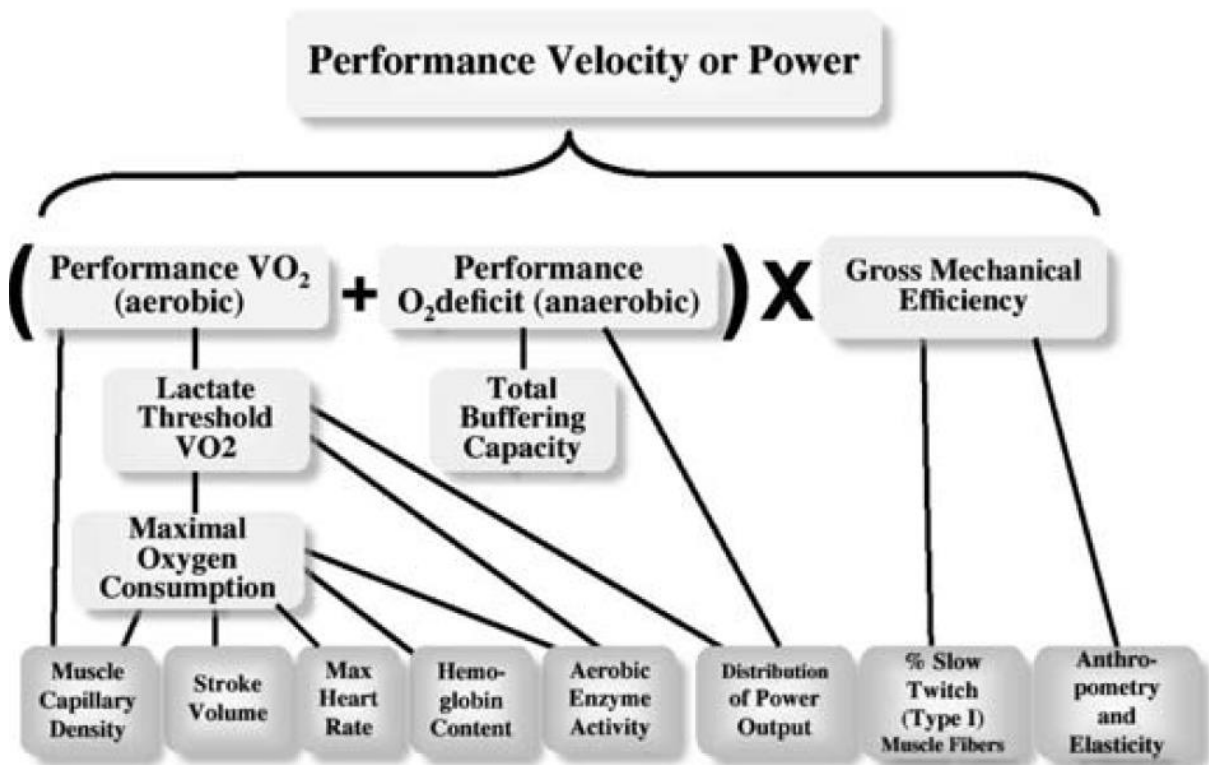 Performance Velocity or Power
(
Performance VO₂
(aerobic)
+
Performance
O₂deficit (anaerobic)
)
X
Gross Mechanical
Efficiency
Lactate
Threshold
VO2
Total
Buffering
Capacity
Maximal
Oxygen
Consumption
Muscle
Capillary
Density
Stroke
Volume
Max
Heart
Rate
Hemo-
globin
Content
Aerobic
Enzyme
Activity
Distribution
of Power
Output
% Slow
Twitch
(Type I)
Muscle Fibers
Anthro-
pometry
and
Elasticity